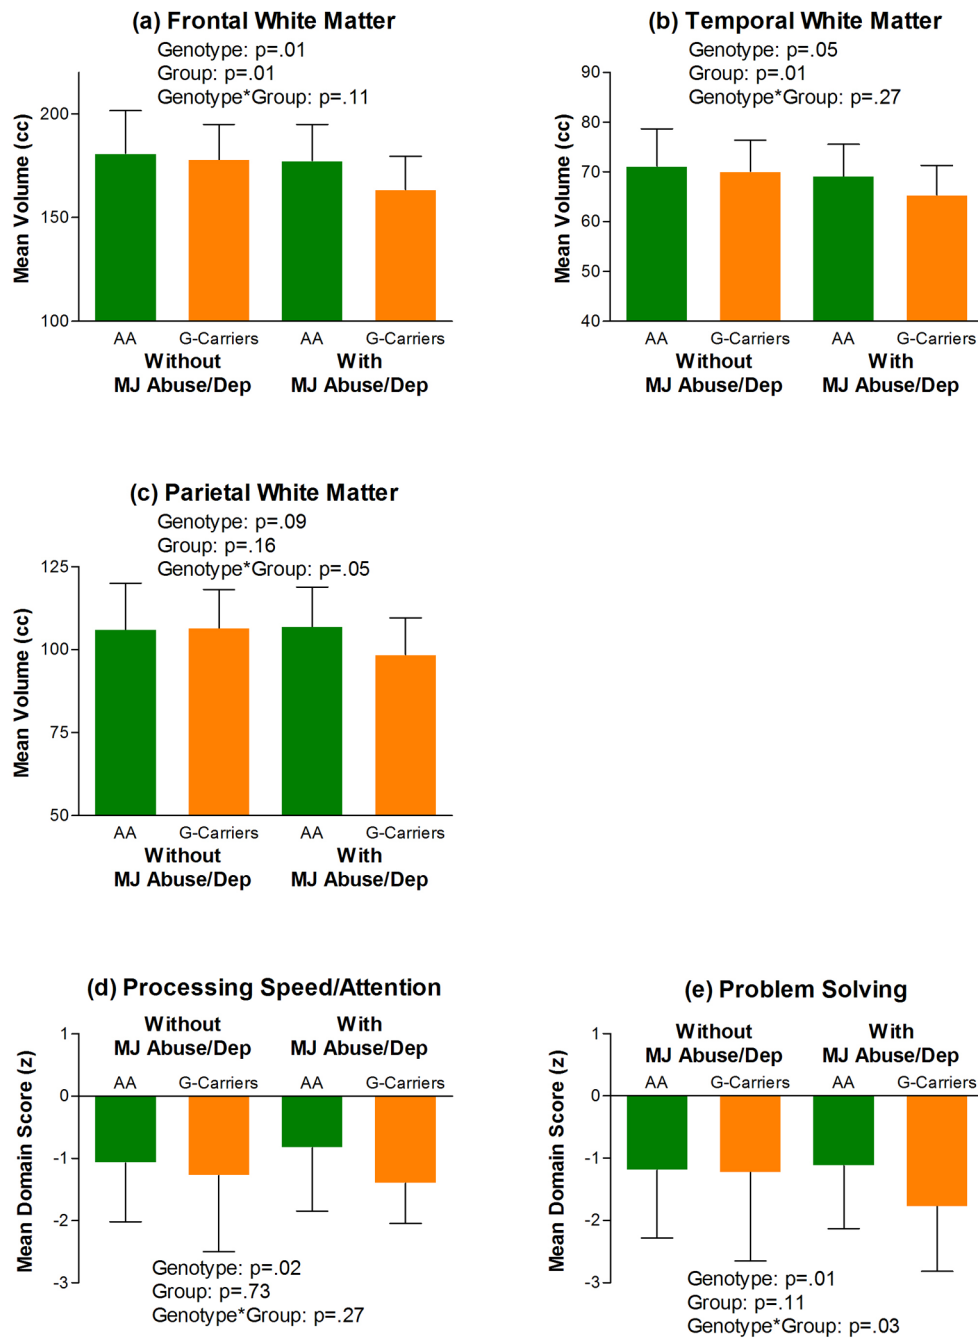 (a) Frontal White Matter
Genotype: p=.01
Group: p=.01
Genotype*Group: p=.11
Mean Volume (cc)
200
150
100
AA
G-Carriers
AA
G-Carriers
Without
MJ Abuse/Dep
With
MJ Abuse/Dep
(b) Temporal White Matter
Genotype: p=.05
Group: p=.01
Genotype*Group: p=.27
Mean Volume (cc)
90
80
70
60
50
40
AA
G-Carriers
AA
G-Carriers
Without
MJ Abuse/Dep
With
MJ Abuse/Dep
(c) Parietal White Matter
Genotype: p=.09
Group: p=.16
Genotype*Group: p=.05
Mean Volume (cc)
125
100
75
50
AA
G-Carriers
AA
G-Carriers
Without
MJ Abuse/Dep
With
MJ Abuse/Dep
(d) Processing Speed/Attention
Mean Domain Score (z)
1
0
-1
-2
-3
Without
MJ Abuse/Dep
With
MJ Abuse/Dep
AA
G-Carriers
AA
G-Carriers
Genotype: p=.02
Group: p=.73
Genotype*Group: p=.27
(e) Problem Solving
Mean Domain Score (z)
1
0
-1
-2
-3
Without
MJ Abuse/Dep
With
MJ Abuse/Dep
AA
G-Carriers
AA
G-Carriers
Genotype: p=.01
Group: p=.11
Genotype*Group: p=.03